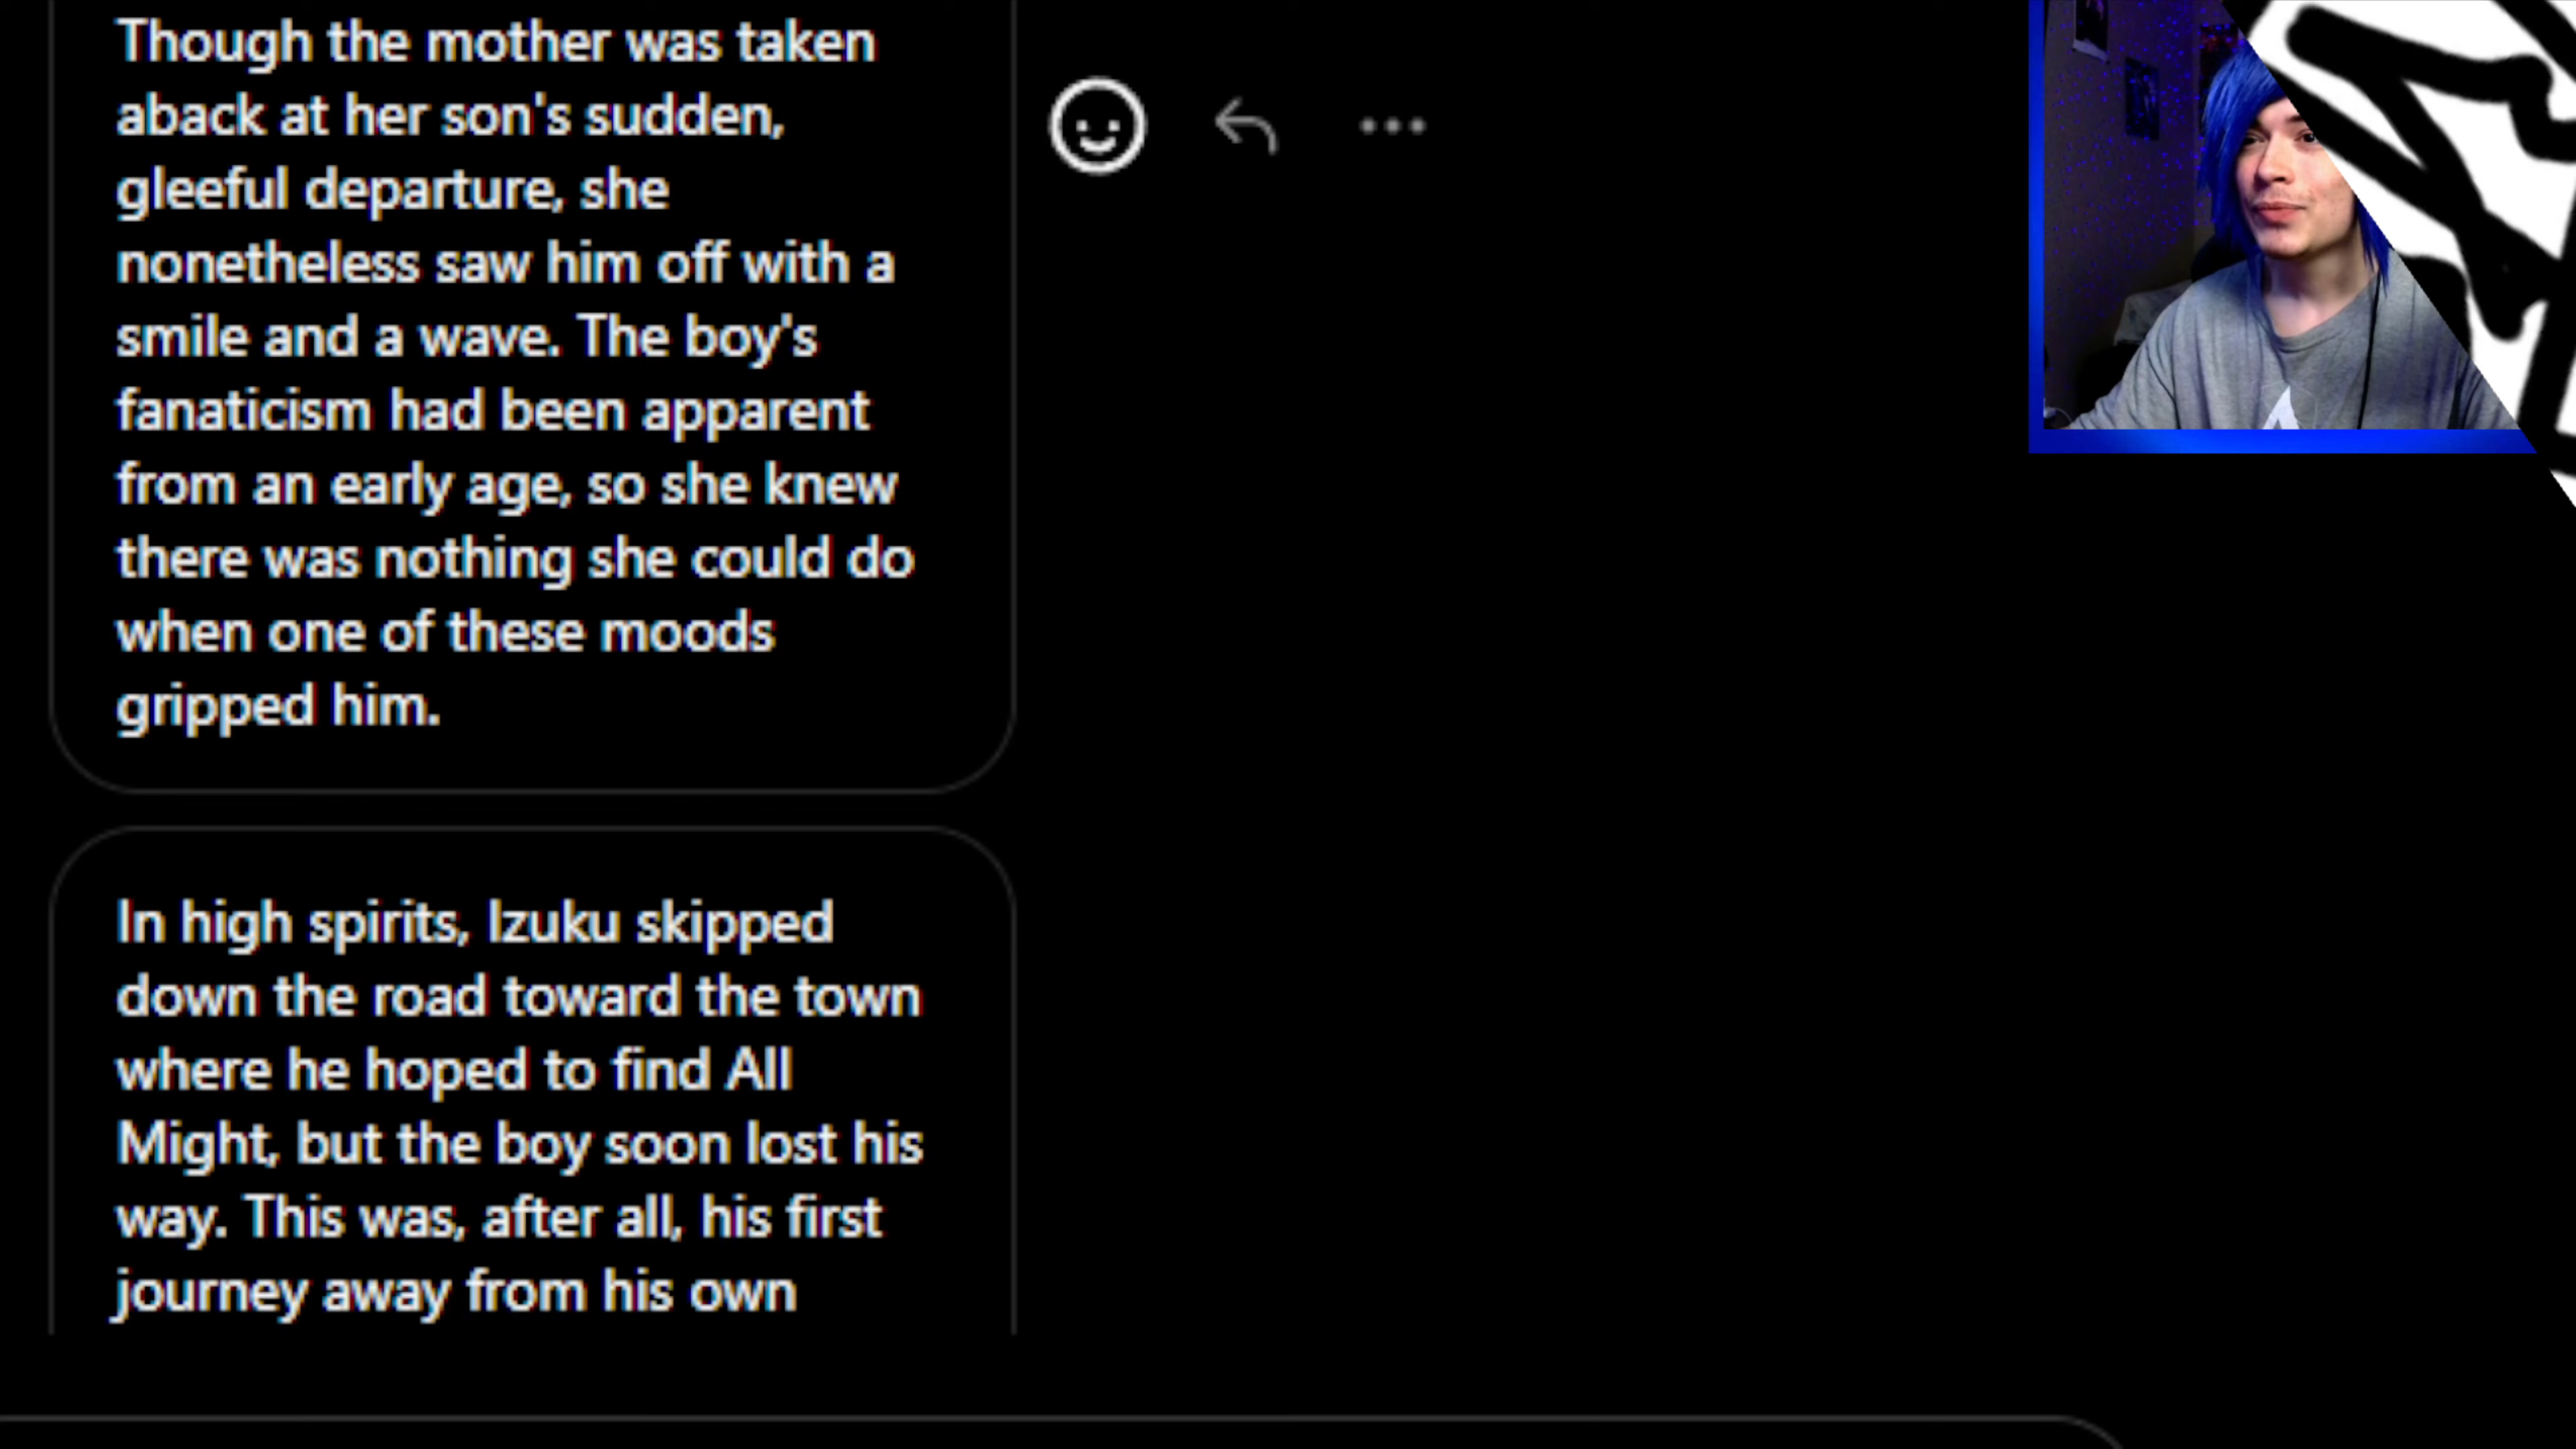 Though the mother was taken
aback at her son's sudden,
gleeful departure, she
nonetheless saw him off with a
smile and a wave. The boy's
fanaticism had been apparent
from an early age, so she knew
there was nothing she could do
when one of these moods
gripped him.
In high spirits, Izuku skipped
down the road toward the town
where he hoped to find All
Might, but the boy soon lost his
way. This was, after all, his first
journey away from his own